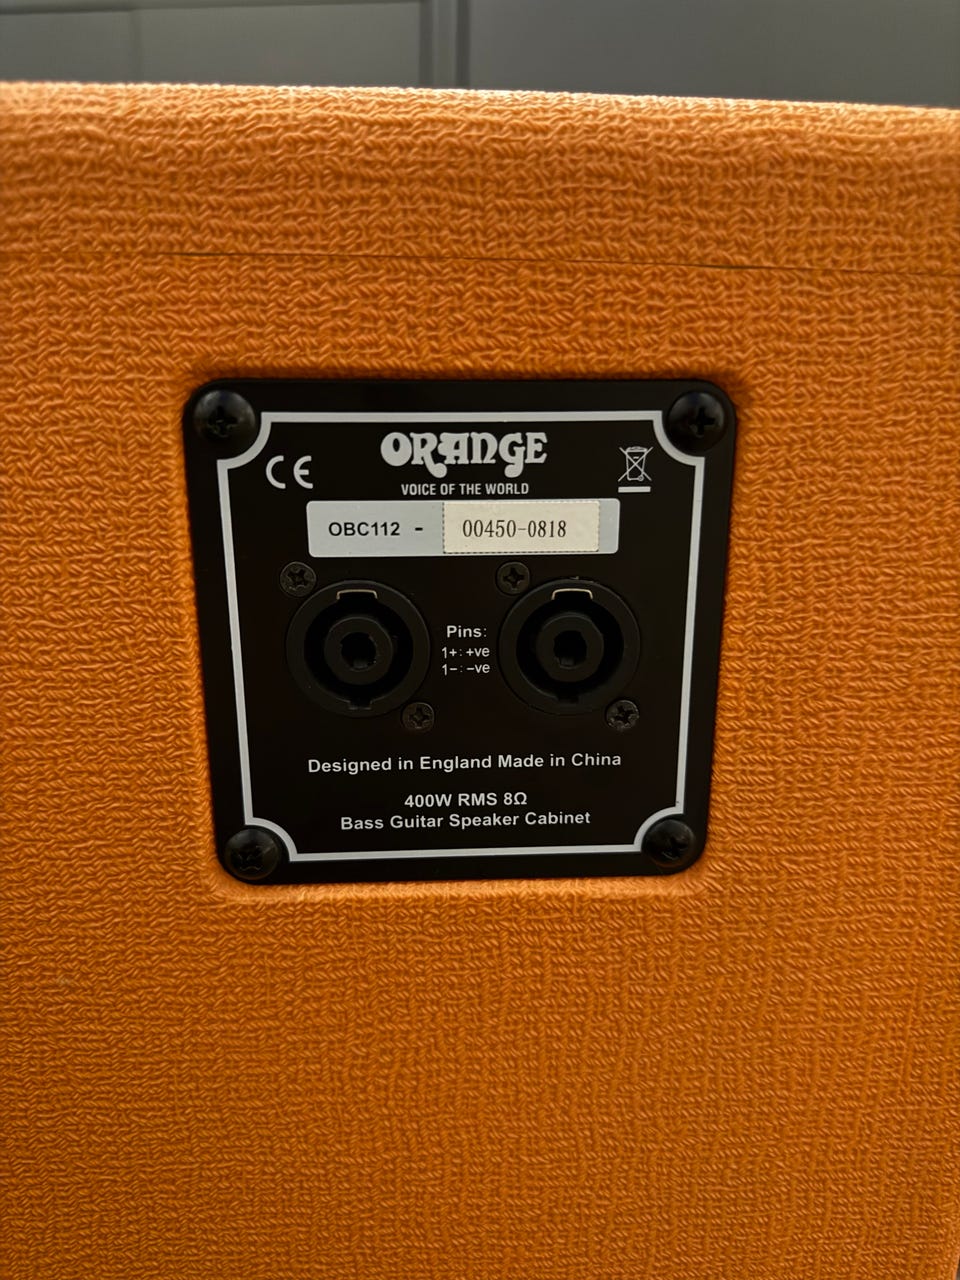 CE
ORANGE
VOICE OF THE WORLD
OBC112 - 00450-0818
Pins:
1+: +ve
1-: -ve
Designed in England Made in China
400W RMS 8Ω
Bass Guitar Speaker Cabinet